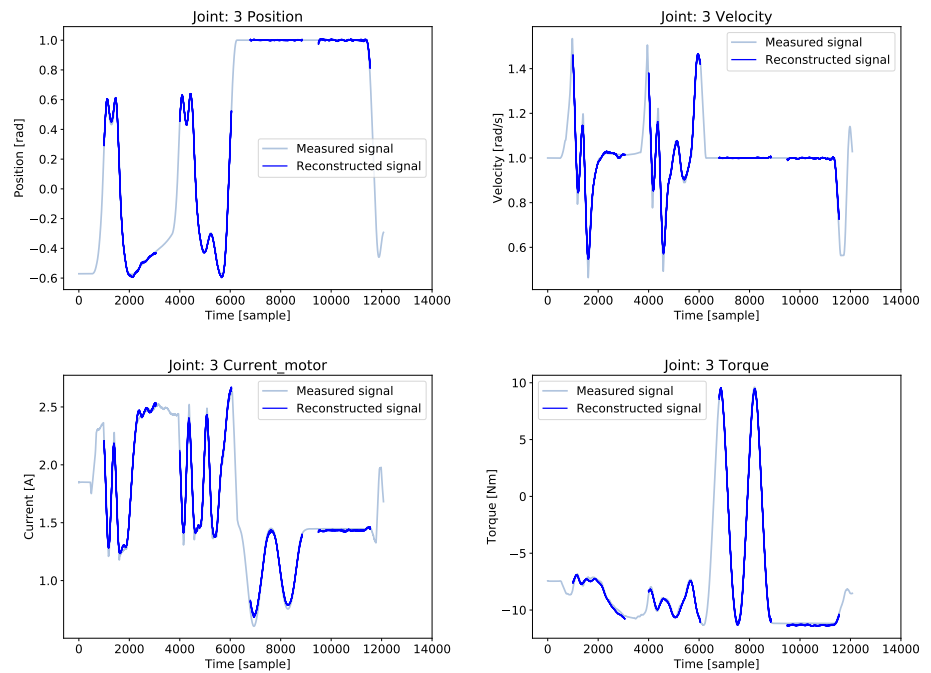 Joint: 3 Position
Position [rad]
1.0
0.8
0.6
0.4
0.2
0.0
−0.2
−0.4
−0.6
Measured signal
Reconstructed signal
0 2000 4000 6000 8000 10000 12000 14000
Time [sample]
Joint: 3 Velocity
Velocity [rad/s]
1.4
1.2
1.0
0.8
0.6
Measured signal
Reconstructed signal
0 2000 4000 6000 8000 10000 12000 14000
Time [sample]
Joint: 3 Current_motor
Current [A]
2.5
2.0
1.5
1.0
Measured signal
Reconstructed signal
0 2000 4000 6000 8000 10000 12000 14000
Time [sample]
Joint: 3 Torque
Torque [Nm]
10
5
0
−5
−10
Measured signal
Reconstructed signal
0 2000 4000 6000 8000 10000 12000 14000
Time [sample]